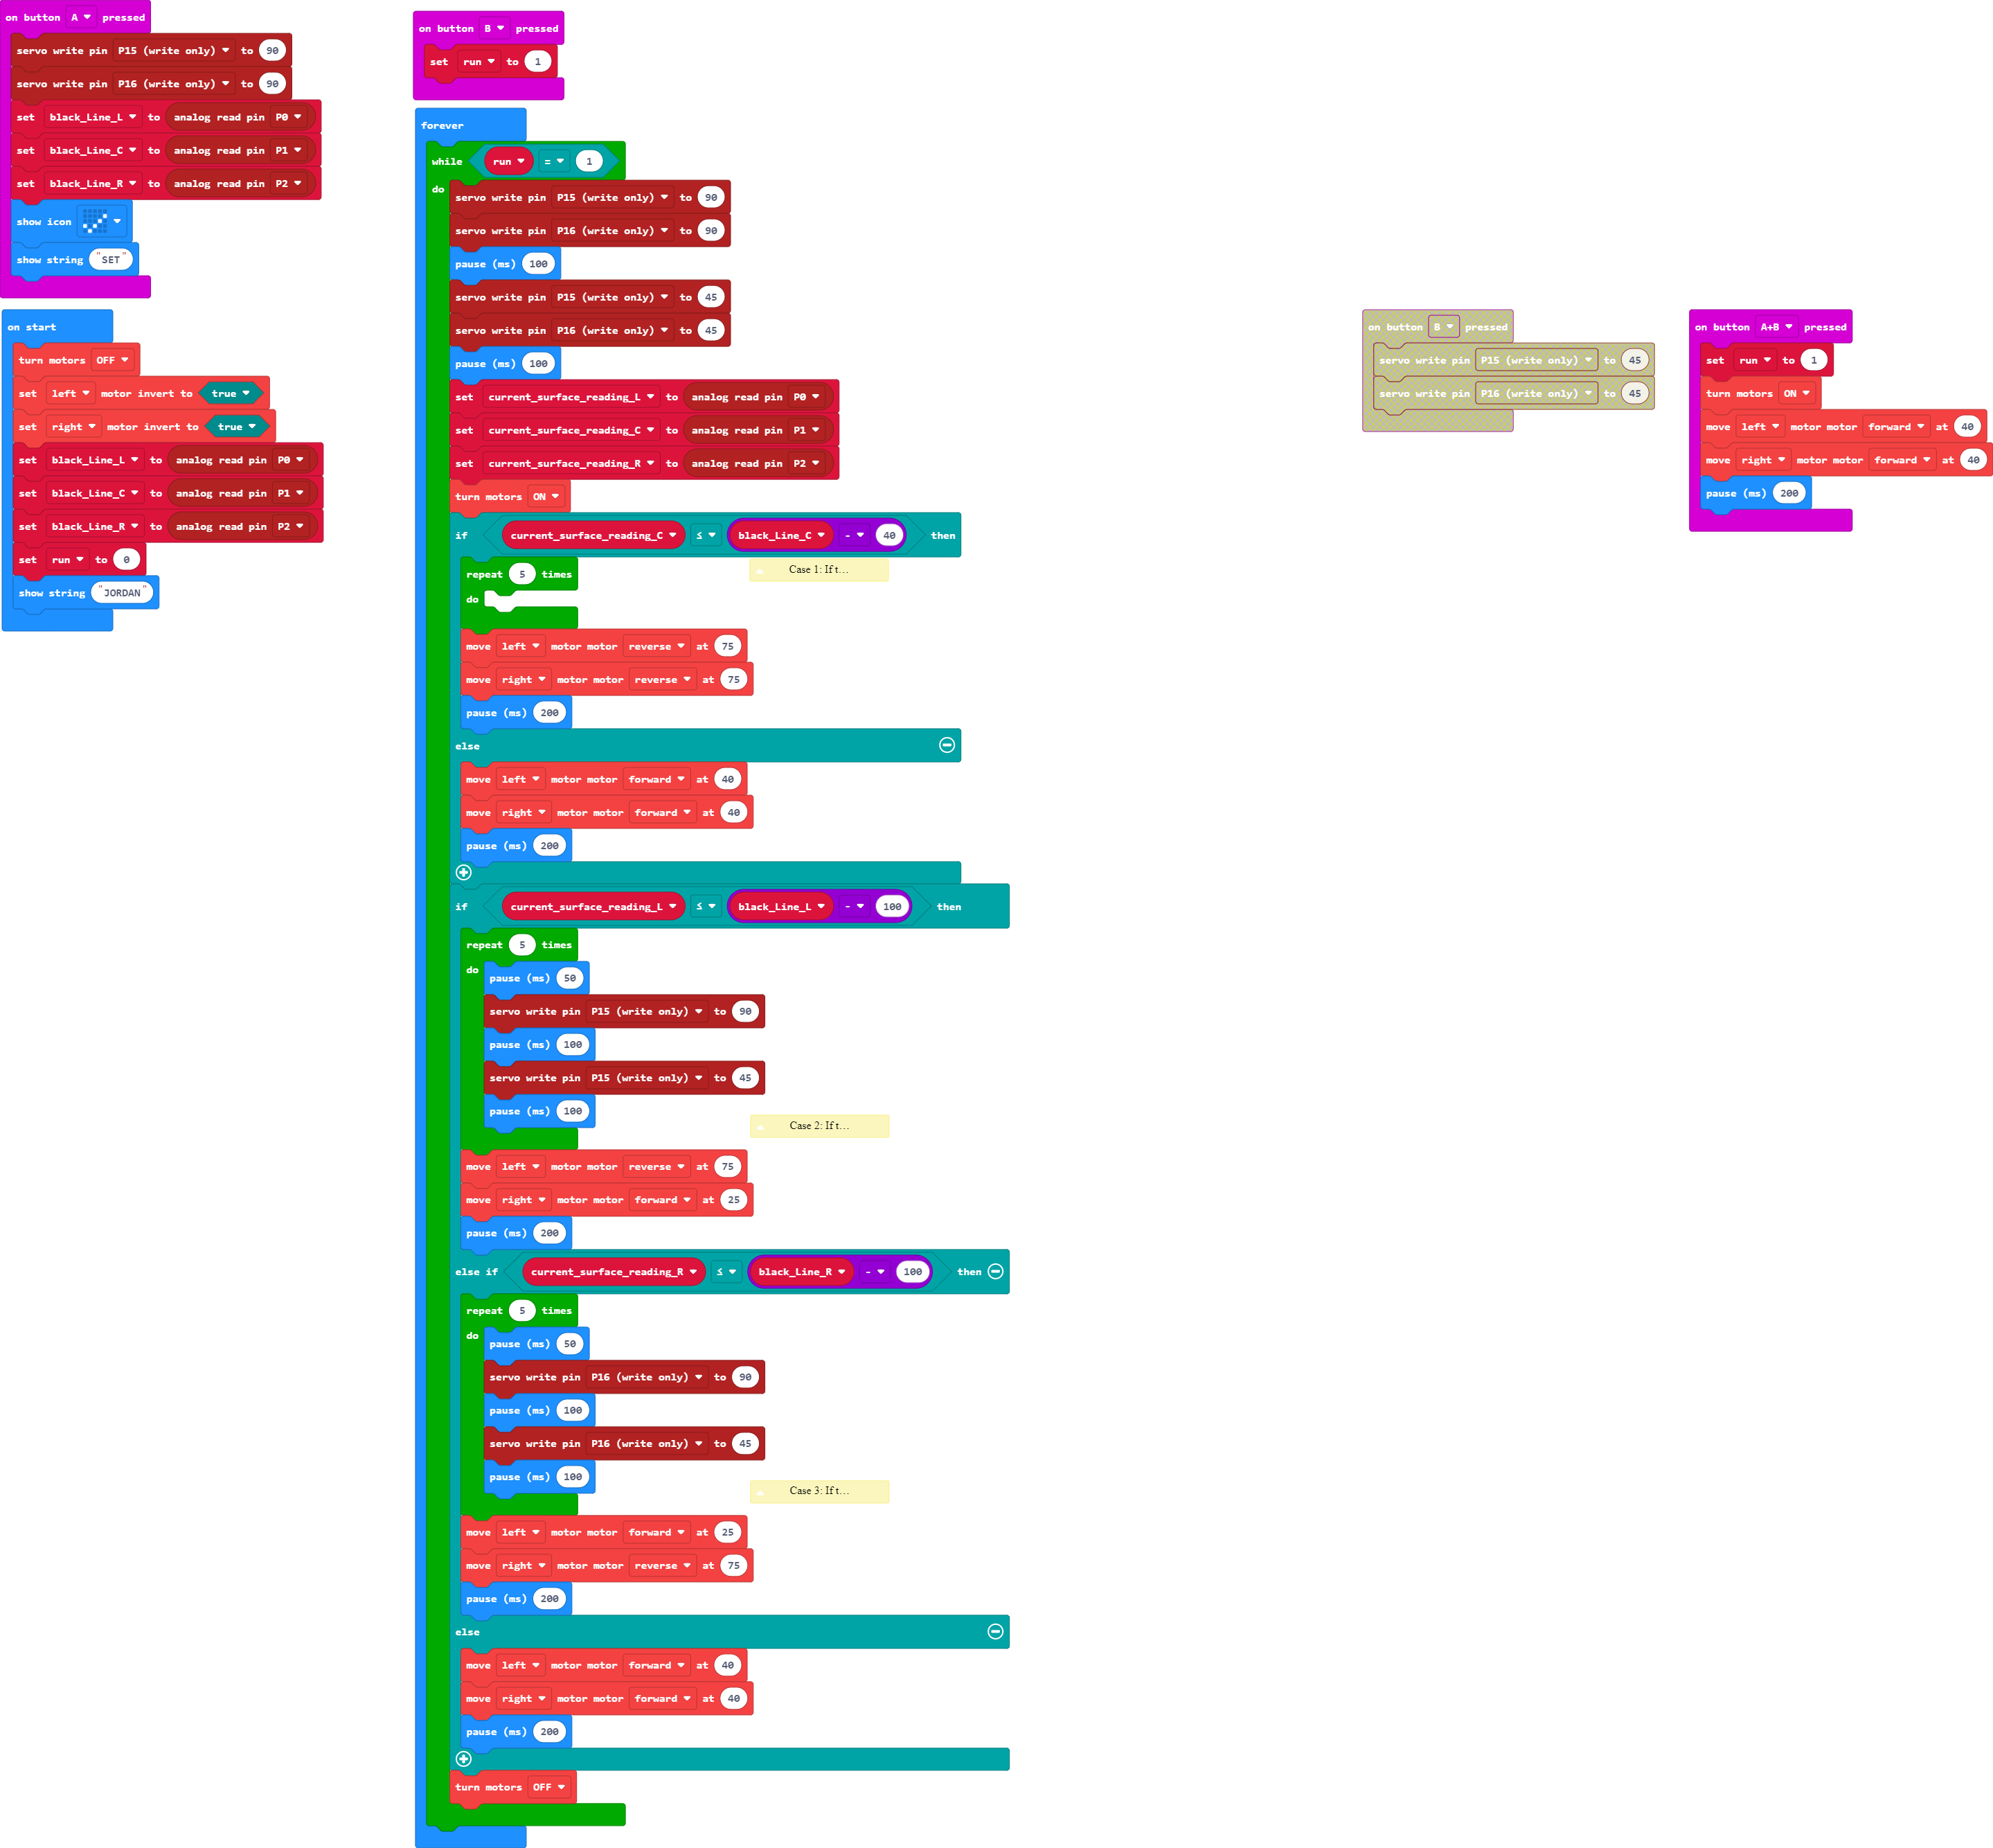 on button A pressed
servo write pin P15 (write only) to 90
servo write pin P16 (write only) to 90
set black_Line_L to analog read pin P0
set black_Line_C to analog read pin P1
set black_Line_R to analog read pin P2
show icon
show string "SET"
on start
turn motors OFF
set left motor invert to true
set right motor invert to true
set black_Line_L to analog read pin P0
set black_Line_C to analog read pin P1
set black_Line_R to analog read pin P2
set run to 0
show string "JORDAN"
on button B pressed
set run to 1
forever
while run = 1
do
servo write pin P15 (write only) to 90
servo write pin P16 (write only) to 90
pause (ms) 100
servo write pin P15 (write only) to 45
servo write pin P16 (write only) to 45
pause (ms) 100
set current_surface_reading_L to analog read pin P0
set current_surface_reading_C to analog read pin P1
set current_surface_reading_R to analog read pin P2
turn motors ON
if current_surface_reading_C ≤ black_Line_C - 40 then
Case 1: If t...
repeat 5 times
do
move left motor motor reverse at 75
move right motor motor reverse at 75
pause (ms) 200
else
move left motor motor forward at 40
move right motor motor forward at 40
pause (ms) 200
if current_surface_reading_L ≤ black_Line_L - 100 then
repeat 5 times
do
pause (ms) 50
servo write pin P15 (write only) to 90
pause (ms) 100
servo write pin P15 (write only) to 45
pause (ms) 100
Case 2: If t...
move left motor motor reverse at 75
move right motor motor forward at 25
pause (ms) 200
else if current_surface_reading_R ≤ black_Line_R - 100 then
repeat 5 times
do
pause (ms) 50
servo write pin P16 (write only) to 90
pause (ms) 100
servo write pin P16 (write only) to 45
pause (ms) 100
Case 3: If t...
move left motor motor forward at 25
move right motor motor reverse at 75
pause (ms) 200
else
move left motor motor forward at 40
move right motor motor forward at 40
pause (ms) 200
turn motors OFF
on button B pressed
servo write pin P15 (write only) to 45
servo write pin P16 (write only) to 45
on button A+B pressed
set run to 1
turn motors ON
move left motor motor forward at 40
move right motor motor forward at 40
pause (ms) 200